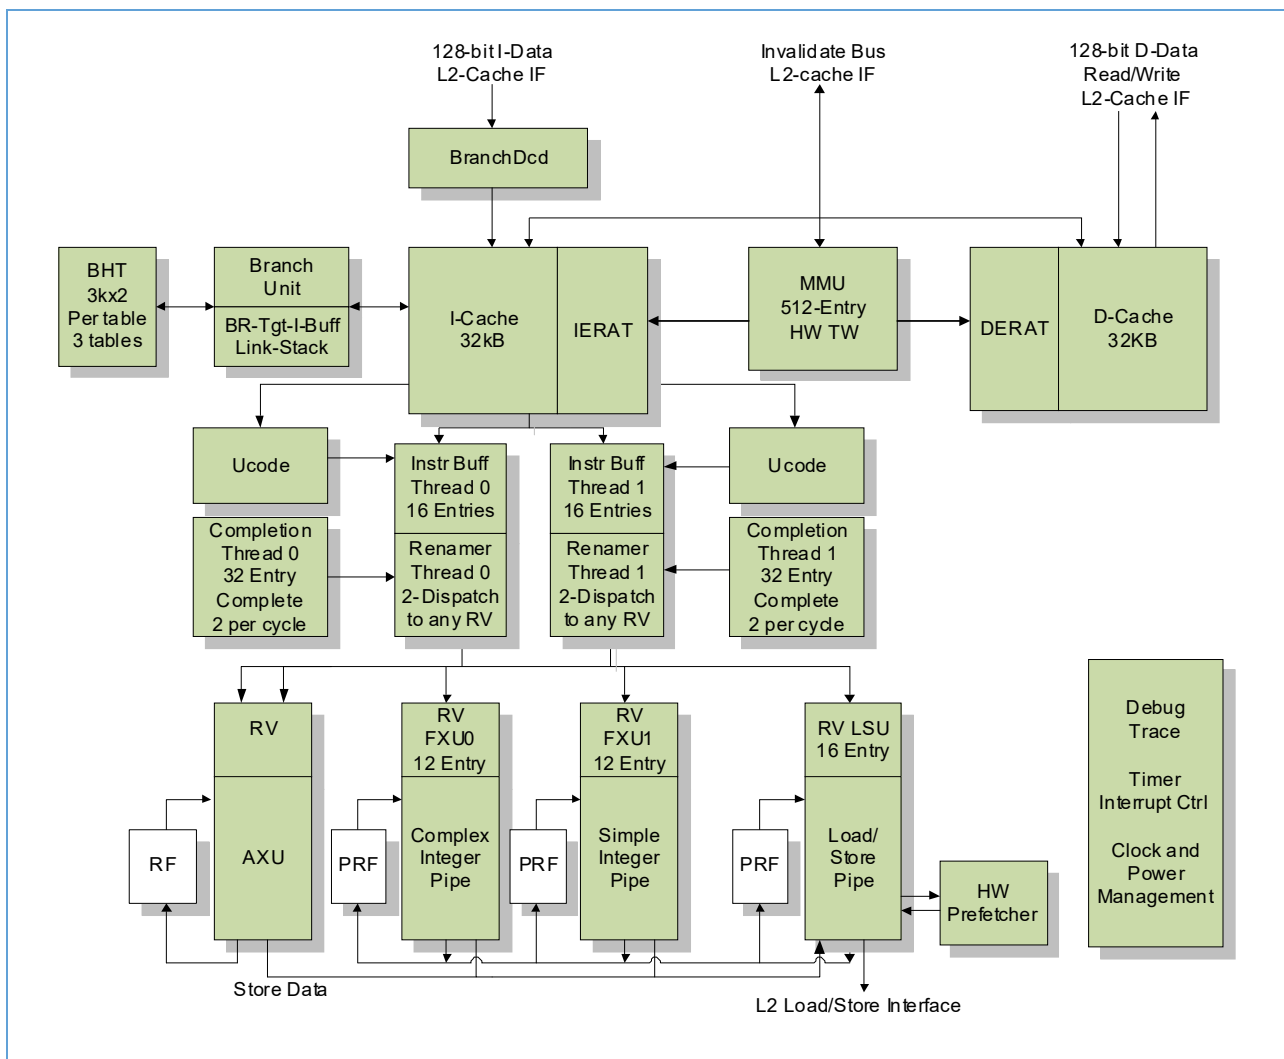 128-bit I-Data
L2-Cache IF
Invalidate Bus
L2-cache IF
128-bit D-Data
Read/Write
L2-Cache IF
BranchDcd
BHT
3kx2
Per table
3 tables
Branch
Unit
BR-Tgt-I-Buff
Link-Stack
I-Cache
32kB
IERAT
MMU
512-Entry
HW TW
DERAT
D-Cache
32KB
Ucode
Instr Buff
Thread 0
16 Entries
Instr Buff
Thread 1
16 Entries
Ucode
Completion
Thread 0
32 Entry
Complete
2 per cycle
Renamer
Thread 0
2-Dispatch
to any RV
Renamer
Thread 1
2-Dispatch
to any RV
Completion
Thread 1
32 Entry
Complete
2 per cycle
RV
RV
FXU0
12 Entry
RV
FXU1
12 Entry
RV LSU
16 Entry
RF
AXU
PRF
Complex
Integer
Pipe
PRF
Simple
Integer
Pipe
PRF
Load/
Store
Pipe
HW
Prefetcher
Debug
Trace
Timer
Interrupt Ctrl
Clock and
Power
Management
Store Data
L2 Load/Store Interface